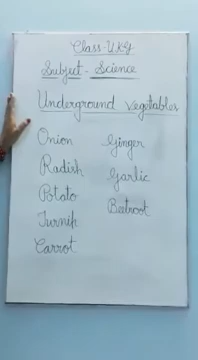 Class-UKG
Subject - Science
Underground vegetables
Onion
Radish
Potato
Turnip
Carrot
Ginger
Garlic
Beetroot